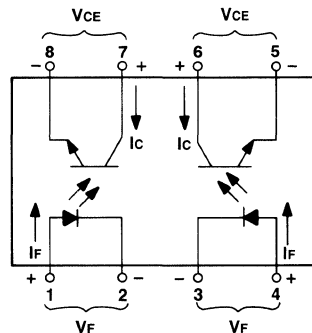 VCE VCE
8 7 6 5
− + + −
IC IC
IF IF
+ − − +
1 2 3 4
VF VF